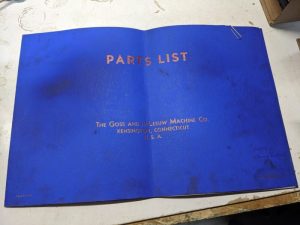 PARTS LIST
THE GOSS AND DELEEUW MACHINE CO.
KENSINGTON, CONNECTICUT
U. S. A.